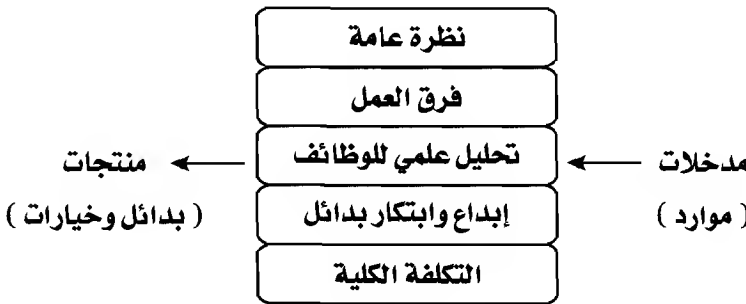 نظرة عامة
فرق العمل
تحليل علمي للوظائف
إبداع وابتكار بدائل
التكلفة الكلية
مدخلات
( موارد )
منتجات
( بدائل وخيارات )